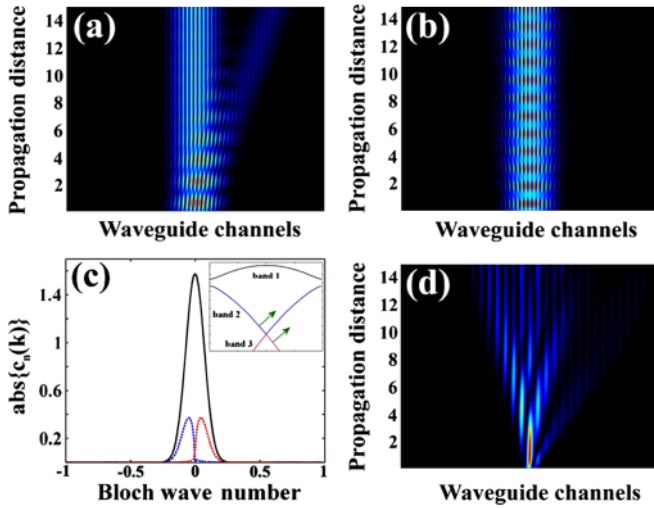 (a)
Propagation distance
14
12
10
8
6
4
2
Waveguide channels
(b)
Propagation distance
14
12
10
8
6
4
2
Waveguide channels
(c)
abs{c_n(k)}
1.4
1
0.6
0.2
-1
-0.5
0
0.5
1
Bloch wave number
band 1
band 2
band 3
(d)
Propagation distance
14
12
10
8
6
4
2
Waveguide channels